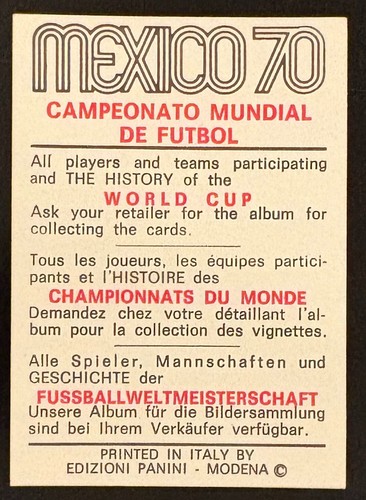 MEXICO 70
CAMPEONATO MUNDIAL
DE FUTBOL
All players and teams participating
and THE HISTORY of the
WORLD CUP
Ask your retailer for the album for
collecting the cards.
Tous les joueurs, les équipes partici-
pants et l'HISTOIRE des
CHAMPIONNATS DU MONDE
Demandez chez votre détaillant l'al-
bum pour la collection des vignettes.
Alle Spieler, Mannschaften und
GESCHICHTE der
FUSSBALLWELTMEISTERSCHAFT
Unsere Album für die Bildersammlung
sind bei Ihrem Verkäufer verfügbar.
PRINTED IN ITALY BY
EDIZIONI PANINI - MODENA ©